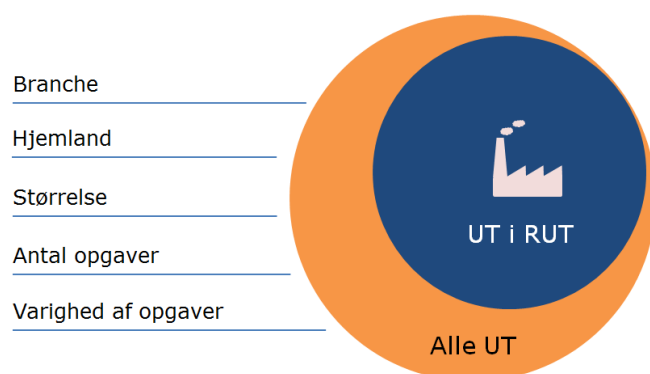 Branche
Hjemland
Størrelse
Antal opgaver
Varighed af opgaver
UT i RUT
Alle UT